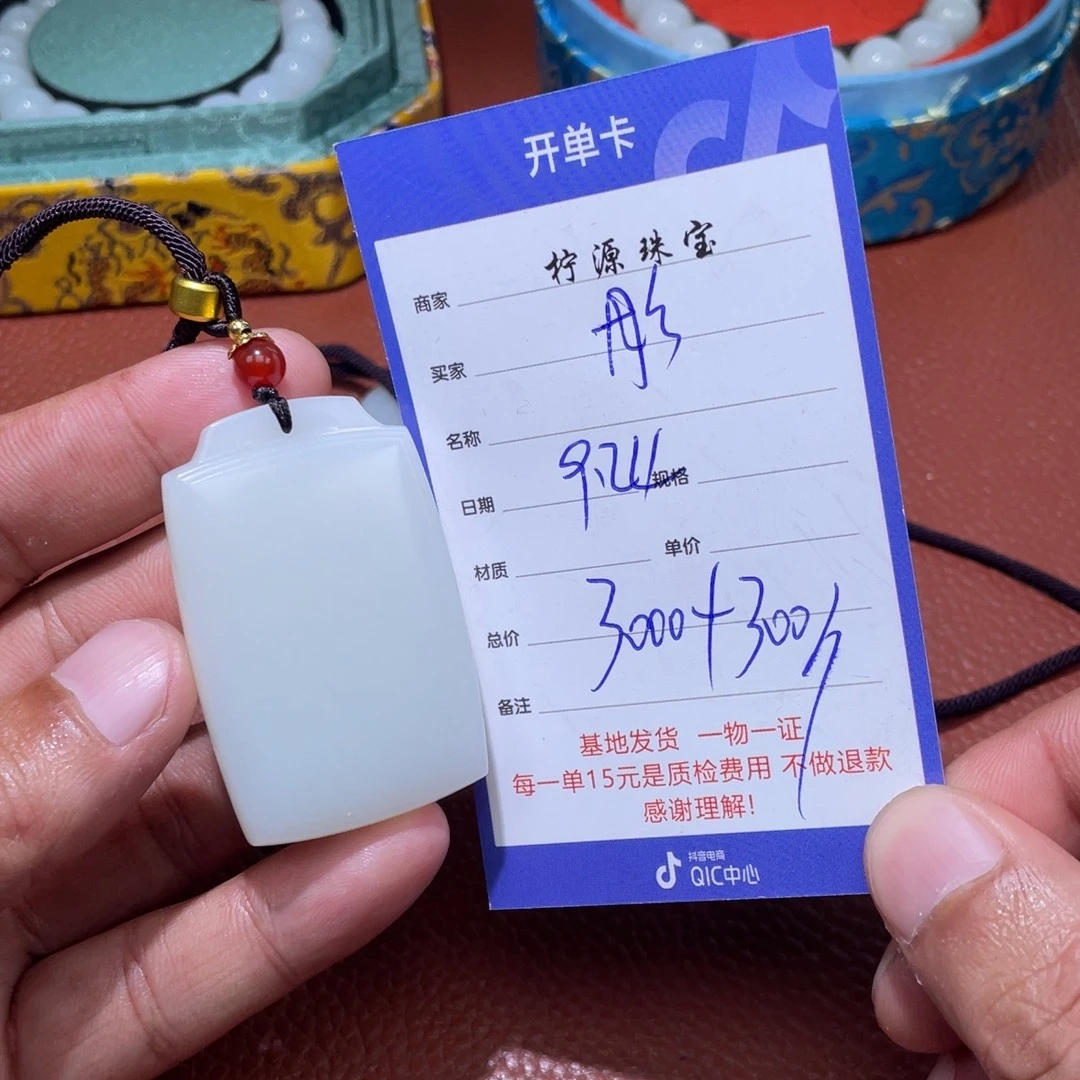 开单卡
商家 柠源珠宝
买家 彤
名称
日期 9.24 规格
材质 单价
总价 3000+300
备注
基地发货 一物一证
每一单15元是质检费用 不做退款
感谢理解!
抖音电商
QIC中心